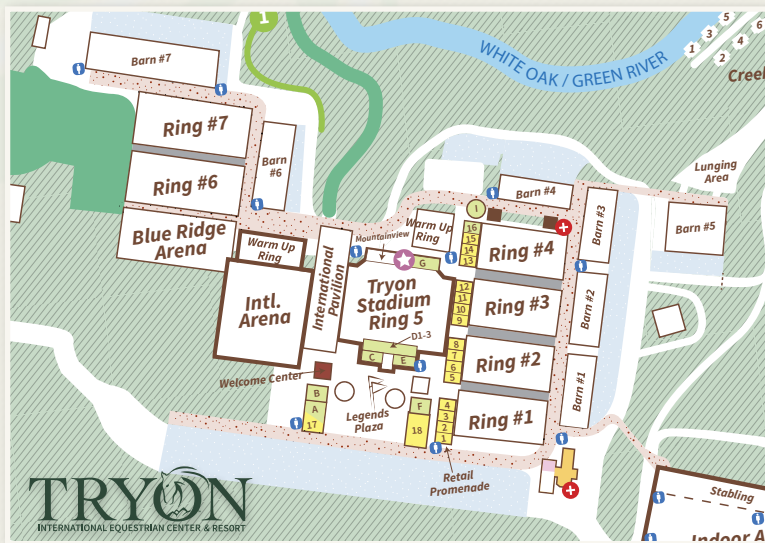 1
WHITE OAK / GREEN RIVER
5
3
1
6
4
2
Barn #7
Ring #7
Barn
#6
Ring #6
Blue Ridge
Arena
Warm Up
Ring
Intl.
Arena
International
Pavilion
Mountainview
Warm Up
Ring
I
Barn #4
Lunging
Area
Barn #5
Barn #3
Barn #2
Barn #1
16
15
14
13
Ring #4
G
Tryon
Stadium
Ring 5
12
11
10
9
Ring #3
D1-3
C
E
8
7
6
5
Ring #2
Welcome Center
B
A
17
Legends
Plaza
F
18
4
3
2
1
Ring #1
Retail
Promenade
Stabling
TRYON
INTERNATIONAL EQUESTRIAN CENTER & RESORT